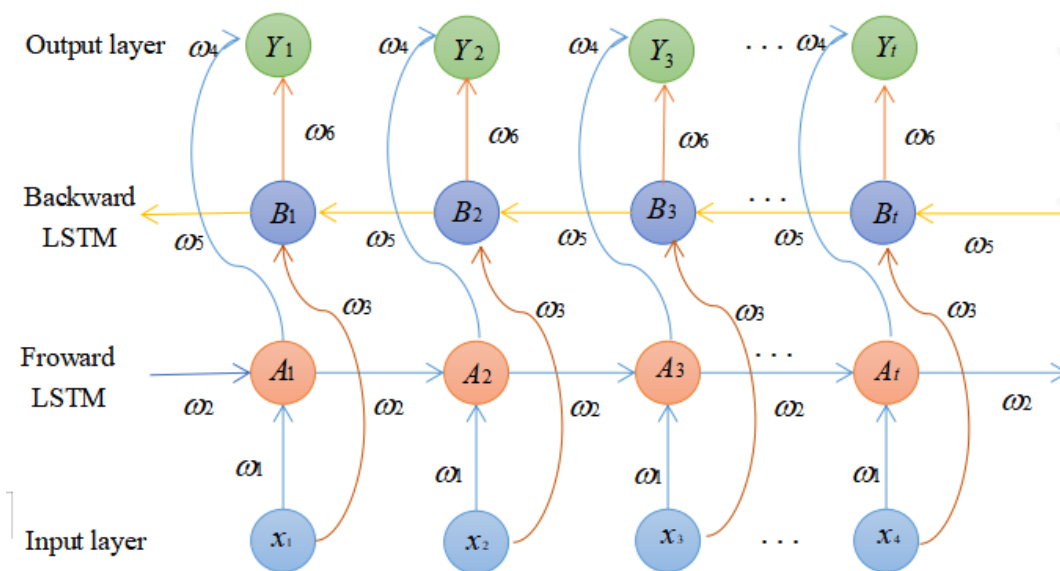 Output layer ω4 Y1 ω4 Y2 ω4 Y3 ... ω4 Yt
ω6 ω6 ω6 ω6
Backward
LSTM
B1 B2 B3 ... Bt
ω5 ω5 ω5 ω5 ω5
ω3 ω3 ω3 ω3
Froward
LSTM
A1 A2 A3 ... At
ω2 ω2 ω2 ω2 ω2
ω1 ω1 ω1 ω1
Input layer x1 x2 x3 ... x4